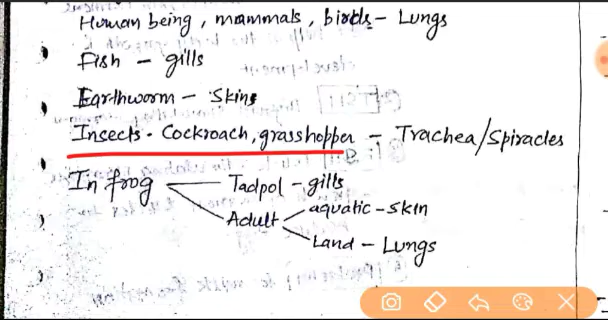 Human being, mammals, birds - Lungs
Fish - gills
Earthworm - Skins
Insects - Cockroach, grasshopper - Trachea/Spiracles
In frog
Tadpol - gills
Adult
aquatic - Skin
Land - Lungs